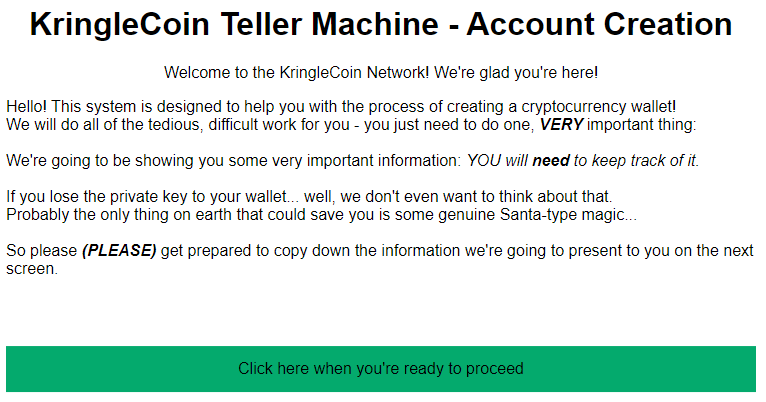 KringleCoin Teller Machine - Account Creation
Welcome to the KringleCoin Network! We're glad you're here!
Hello! This system is designed to help you with the process of creating a cryptocurrency wallet!
We will do all of the tedious, difficult work for you - you just need to do one, VERY important thing:
We're going to be showing you some very important information: YOU will need to keep track of it.
If you lose the private key to your wallet... well, we don't even want to think about that.
Probably the only thing on earth that could save you is some genuine Santa-type magic...
So please (PLEASE) get prepared to copy down the information we're going to present to you on the next
screen.
Click here when you're ready to proceed